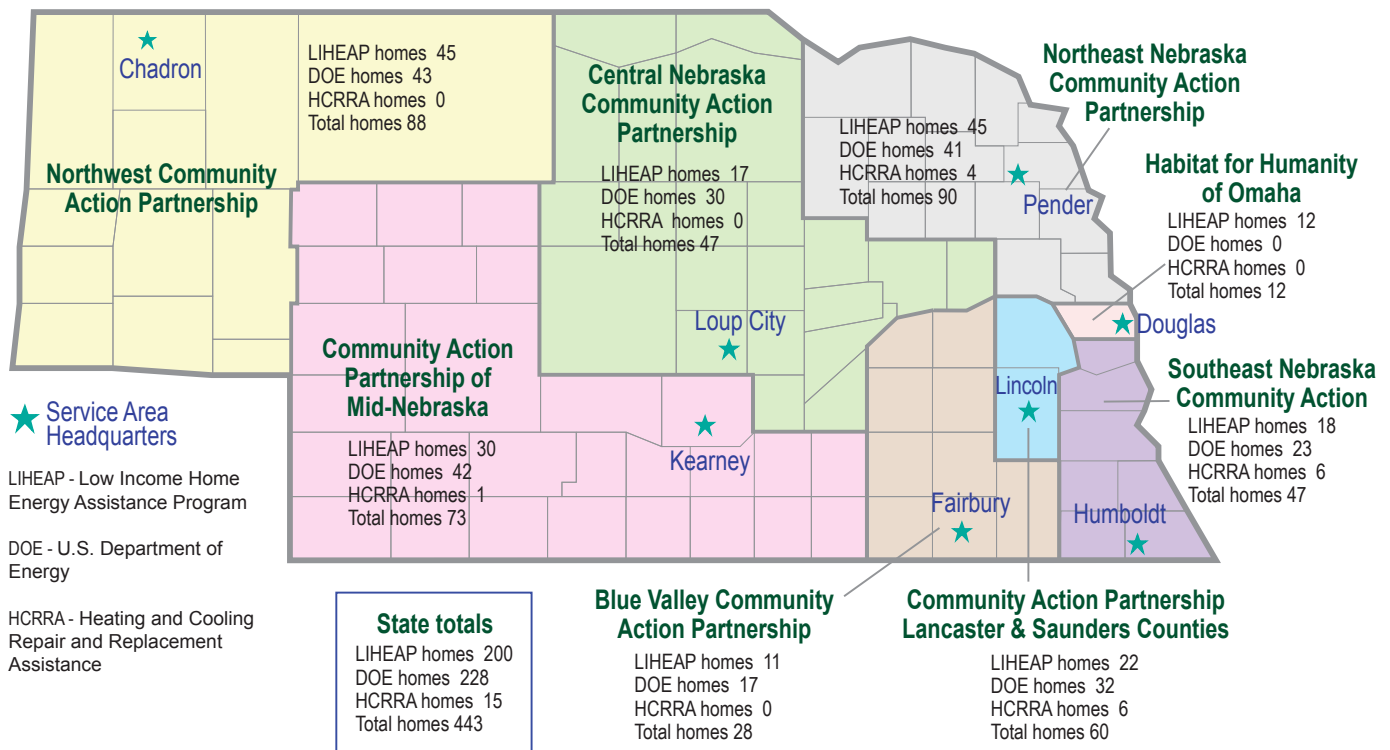 Chadron
LIHEAP homes 45
DOE homes 43
HCRRA homes 0
Total homes 88
Northwest Community
Action Partnership
Central Nebraska
Community Action
Partnership
LIHEAP homes 17
DOE homes 30
HCRRA homes 0
Total homes 47
Loup City
Northeast Nebraska
Community Action
Partnership
LIHEAP homes 45
DOE homes 41
HCRRA homes 4
Total homes 90
Pender
Habitat for Humanity
of Omaha
LIHEAP homes 12
DOE homes 0
HCRRA homes 0
Total homes 12
Douglas
Community Action
Partnership of
Mid-Nebraska
LIHEAP homes 30
DOE homes 42
HCRRA homes 1
Total homes 73
Kearney
Lincoln
Southeast Nebraska
Community Action
LIHEAP homes 18
DOE homes 23
HCRRA homes 6
Total homes 47
Fairbury
Humboldt
Service Area
Headquarters
LIHEAP - Low Income Home
Energy Assistance Program
DOE - U.S. Department of
Energy
HCRRA - Heating and Cooling
Repair and Replacement
Assistance
State totals
LIHEAP homes 200
DOE homes 228
HCRRA homes 15
Total homes 443
Blue Valley Community
Action Partnership
LIHEAP homes 11
DOE homes 17
HCRRA homes 0
Total homes 28
Community Action Partnership
Lancaster & Saunders Counties
LIHEAP homes 22
DOE homes 32
HCRRA homes 6
Total homes 60